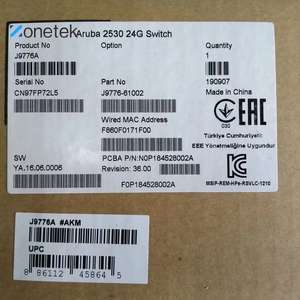 Zonetek Aruba 2530 24G Switch
Product No Option Quantity
J9776A 1
Serial No Part No 190907
CN97FP72L5 J9776-61002 Made in China
Wired MAC Address
F860F0171F00
EAC
030
Türkiye Cumhuriyeti:
EEE Yönetmeliğine Uygundur
SW PCBA P/N:N0P184528002A
YA.16.06.0006 Revision: 36.00
F0P184528002A
MSIP-REM-HPe-RSVLC-1210
J9776A #AKM
UPC
8 86112 45864 5